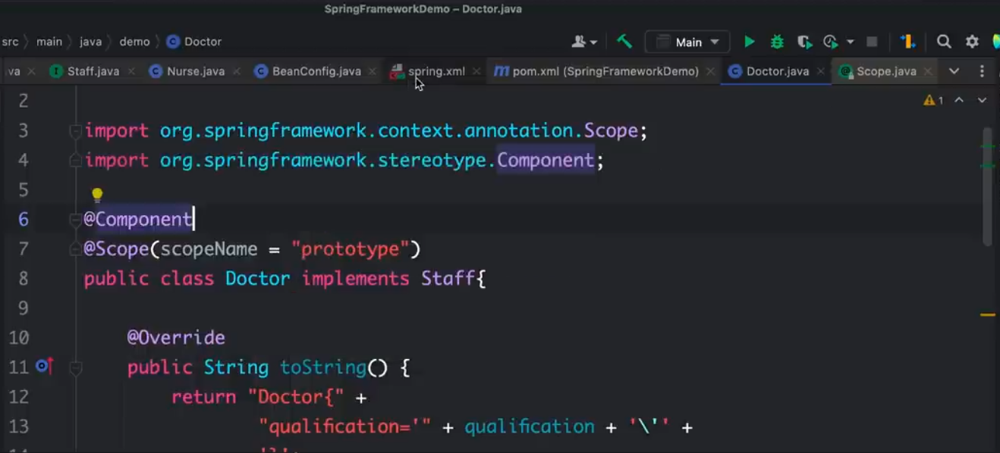 SpringFrameworkDemo – Doctor.java
src main java demo Doctor
Main
va Staff.java Nurse.java BeanConfig.java spring.xml pom.xml (SpringFrameworkDemo) Doctor.java Scope.java
2
1
3 import org.springframework.context.annotation.Scope;
4 import org.springframework.stereotype.Component;
5
6 @Component
7 @Scope(scopeName = "prototype")
8 public class Doctor implements Staff{
9
10 @Override
11 public String toString() {
12 return "Doctor{" +
13 "qualification='" + qualification + '\'' +